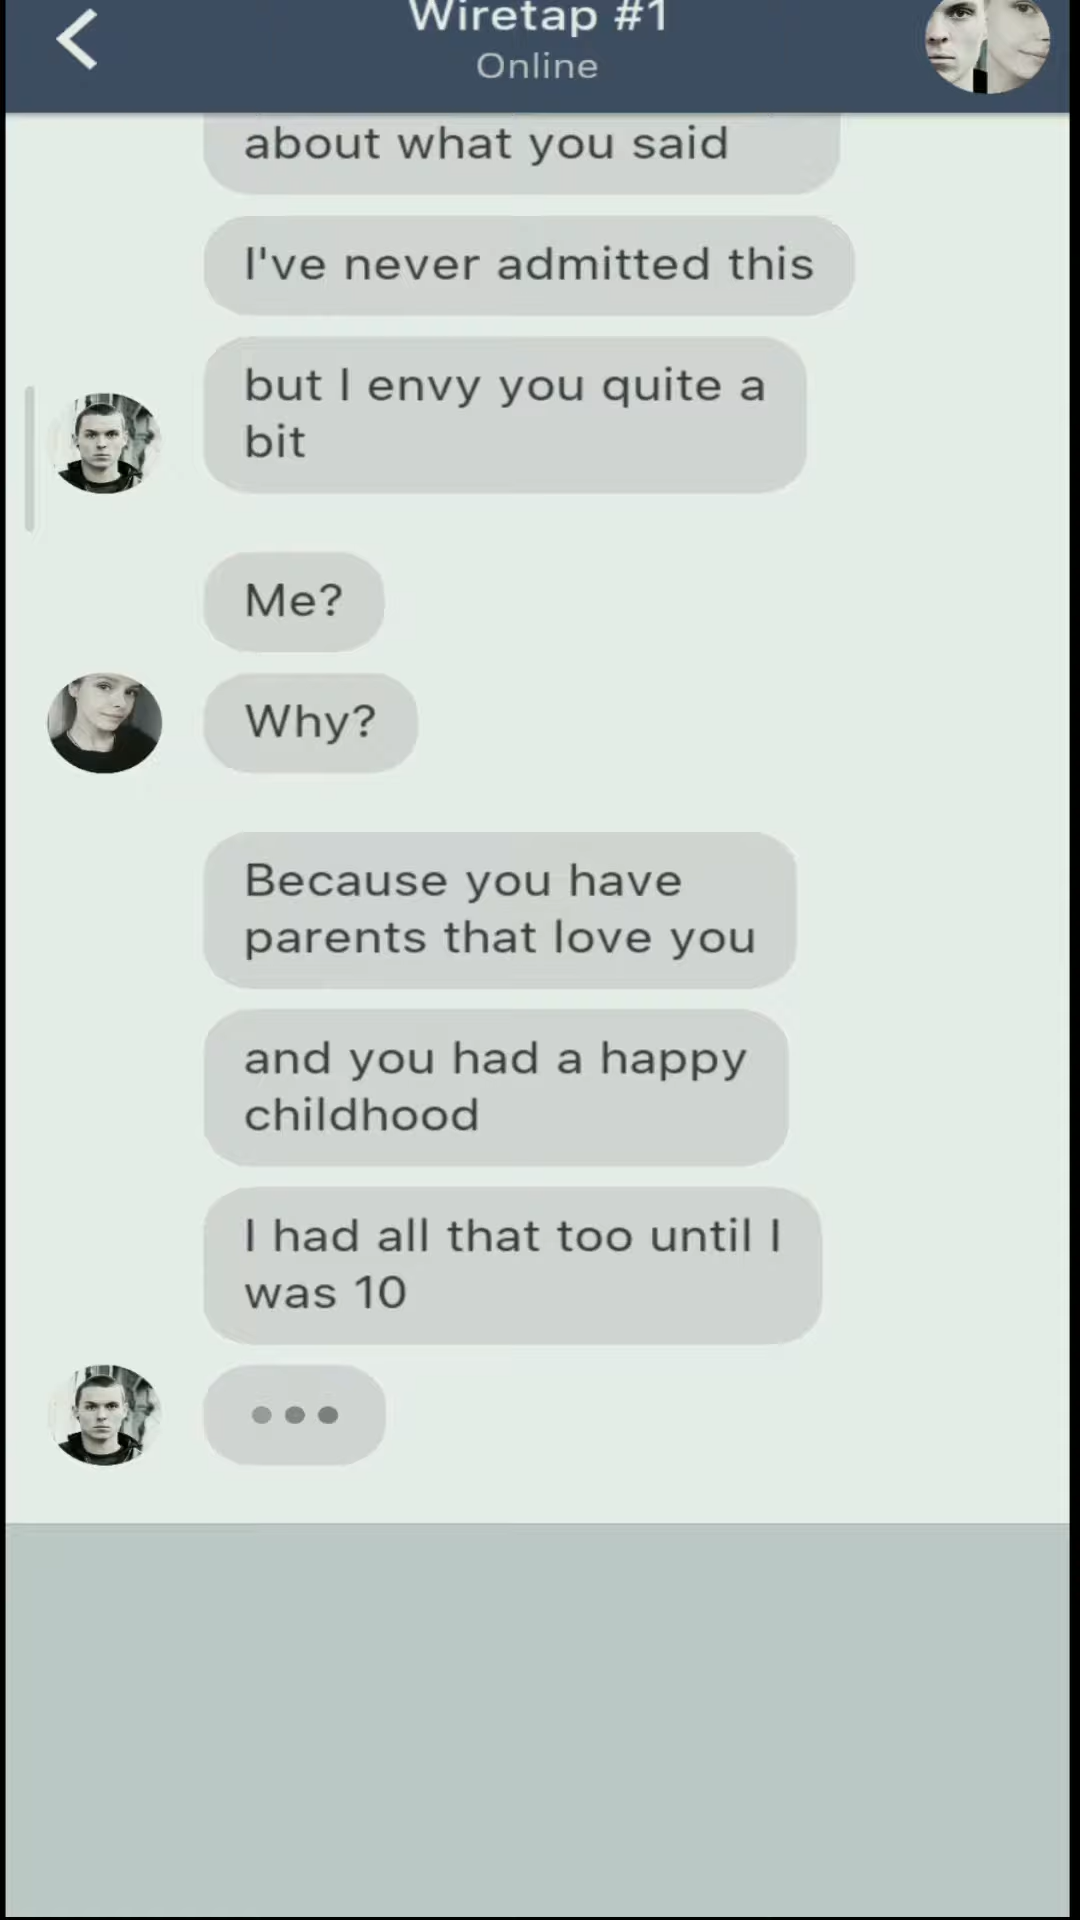 Wiretap #1
Online
about what you said
I've never admitted this
but I envy you quite a
bit
Me?
Why?
Because you have
parents that love you
and you had a happy
childhood
I had all that too until I
was 10